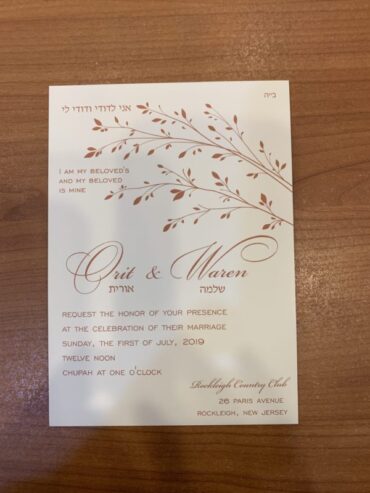 ב״ה
אני לדודי ודודי לי
I AM MY BELOVED'S
AND MY BELOVED
IS MINE
Orit & Waren
אורית שלמה
REQUEST THE HONOR OF YOUR PRESENCE
AT THE CELEBRATION OF THEIR MARRIAGE
SUNDAY, THE FIRST OF JULY, 2019
TWELVE NOON
CHUPAH AT ONE O'CLOCK
Rockleigh Country Club
26 PARIS AVENUE
ROCKLEIGH, NEW JERSEY